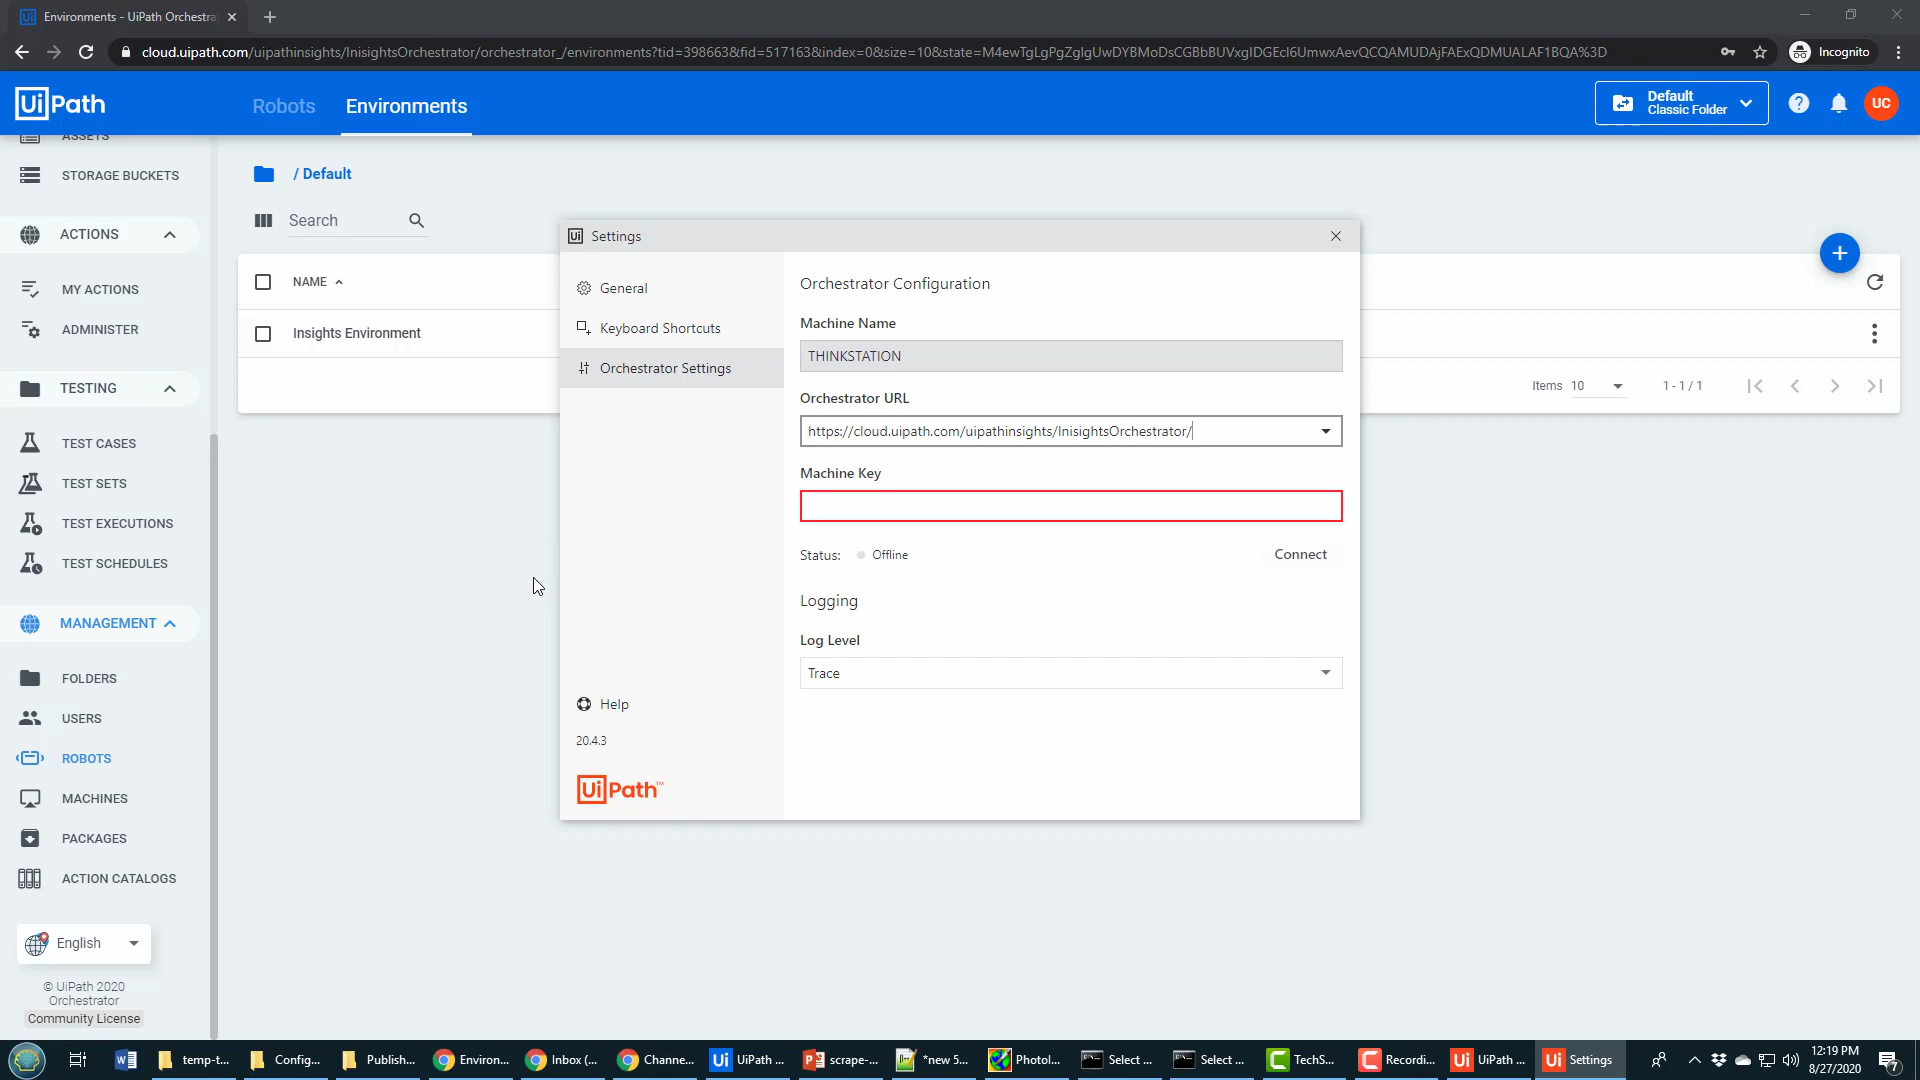 Environments - UiPath Orchestra
cloud.uipath.com/uipathinsights/InisightsOrchestrator/orchestrator_/environments?tid=398663&fid=517163&index=0&size=10&state=M4ewTgLgPgZglgUwDYBMoDsCGBbBUVxgIDGEcI6UmwxAevQCQAMUDAjFAExQDMUALAF1BQA%3D
Incognito
UiPath
Robots
Environments
Default
Classic Folder
UC
ASSETS
STORAGE BUCKETS
ACTIONS
MY ACTIONS
ADMINISTER
TESTING
TEST CASES
TEST SETS
TEST EXECUTIONS
TEST SCHEDULES
MANAGEMENT
FOLDERS
USERS
ROBOTS
MACHINES
PACKAGES
ACTION CATALOGS
English
© UiPath 2020
Orchestrator
Community License
/ Default
Search
NAME
Insights Environment
Items 10
1 - 1 / 1
Settings
General
Keyboard Shortcuts
Orchestrator Settings
Help
20.4.3
UiPath™
Orchestrator Configuration
Machine Name
THINKSTATION
Orchestrator URL
https://cloud.uipath.com/uipathinsights/InisightsOrchestrator/
Machine Key
Status: Offline
Connect
Logging
Log Level
Trace
temp-t...
Config...
Publish...
Environ...
Inbox (...
Channe...
UiPath ...
scrape-...
*new 5...
Photol...
Select ...
Select ...
TechS...
Recordi...
UiPath ...
Settings
12:19 PM
8/27/2020
7